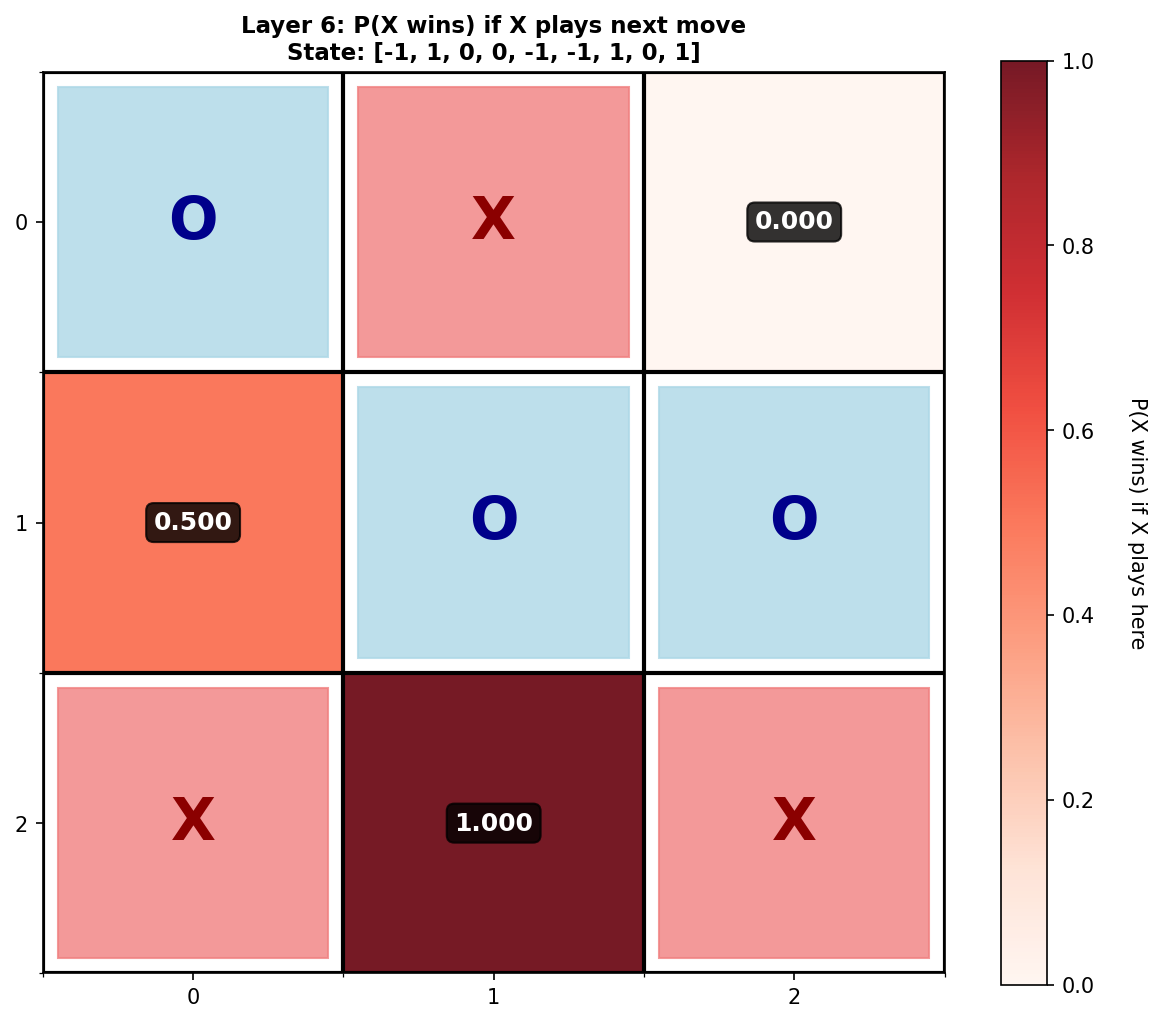 Layer 6: P(X wins) if X plays next move
State: [-1, 1, 0, 0, -1, -1, 1, 0, 1]
O X 0.000
0.500 O O
X 1.000 X
0
1
2
0 1 2
1.0
0.8
0.6
0.4
0.2
0.0
P(X wins) if X plays here